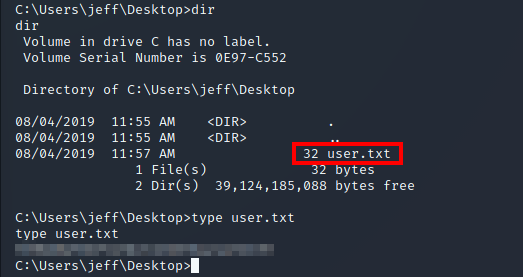 C:\Users\jeff\Desktop>dir
dir
 Volume in drive C has no label.
 Volume Serial Number is 0E97-C552

 Directory of C:\Users\jeff\Desktop

08/04/2019  11:55 AM    <DIR>          .
08/04/2019  11:55 AM    <DIR>          ..
08/04/2019  11:57 AM                32 user.txt
               1 File(s)             32 bytes
               2 Dir(s)  39,124,185,088 bytes free

C:\Users\jeff\Desktop>type user.txt
type user.txt
C:\Users\jeff\Desktop>